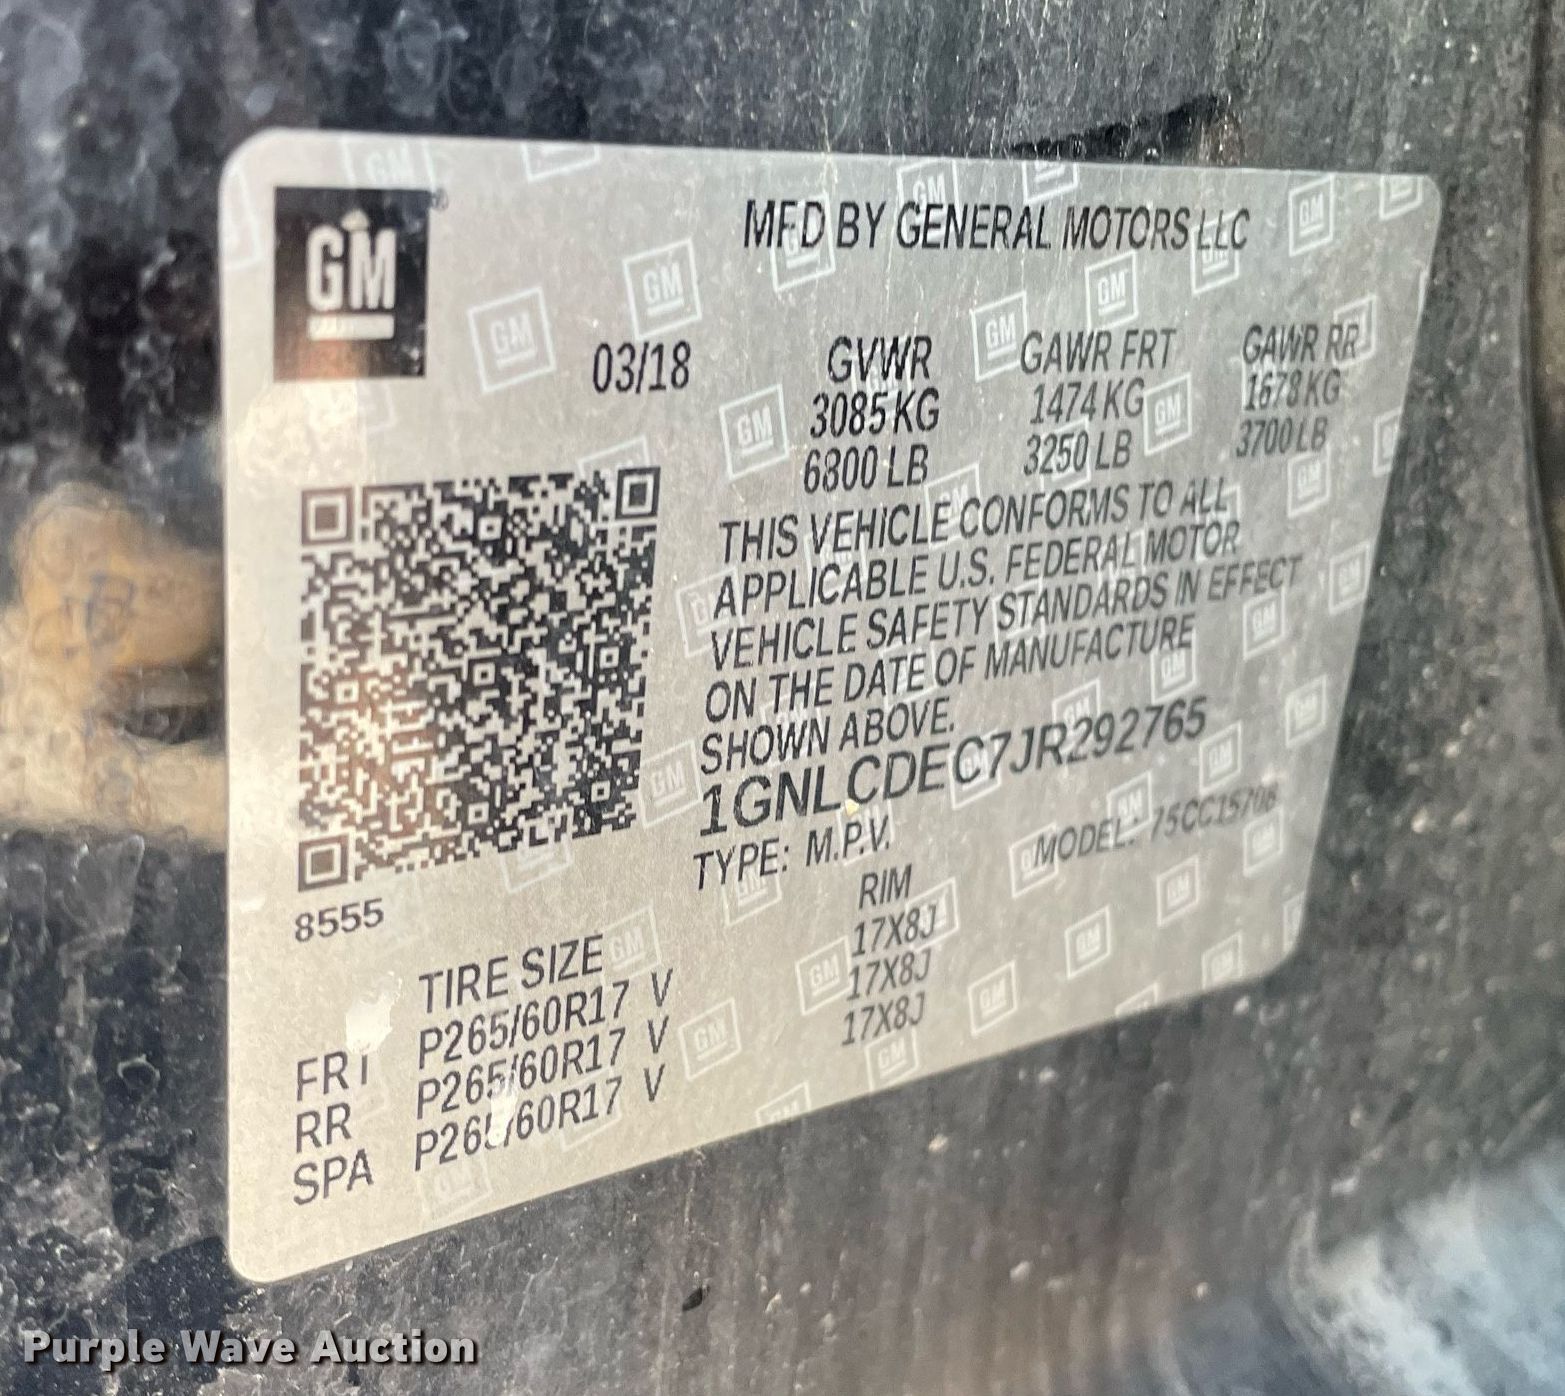 GM
MFD BY GENERAL MOTORS LLC
03/18
GVWR GAWR FRT GAWR RR
3085 KG 1474 KG 1678 KG
6800 LB 3250 LB 3700 LB
THIS VEHICLE CONFORMS TO ALL
APPLICABLE U.S. FEDERAL MOTOR
VEHICLE SAFETY STANDARDS IN EFFECT
ON THE DATE OF MANUFACTURE
SHOWN ABOVE.
1GNLCDEC7JR292765
TYPE: M.P.V. MODEL: 75CC15706
8555
TIRE SIZE RIM
FRT P265/60R17 V 17X8J
RR P265/60R17 V 17X8J
SPA P265/60R17 V 17X8J
Purple Wave Auction